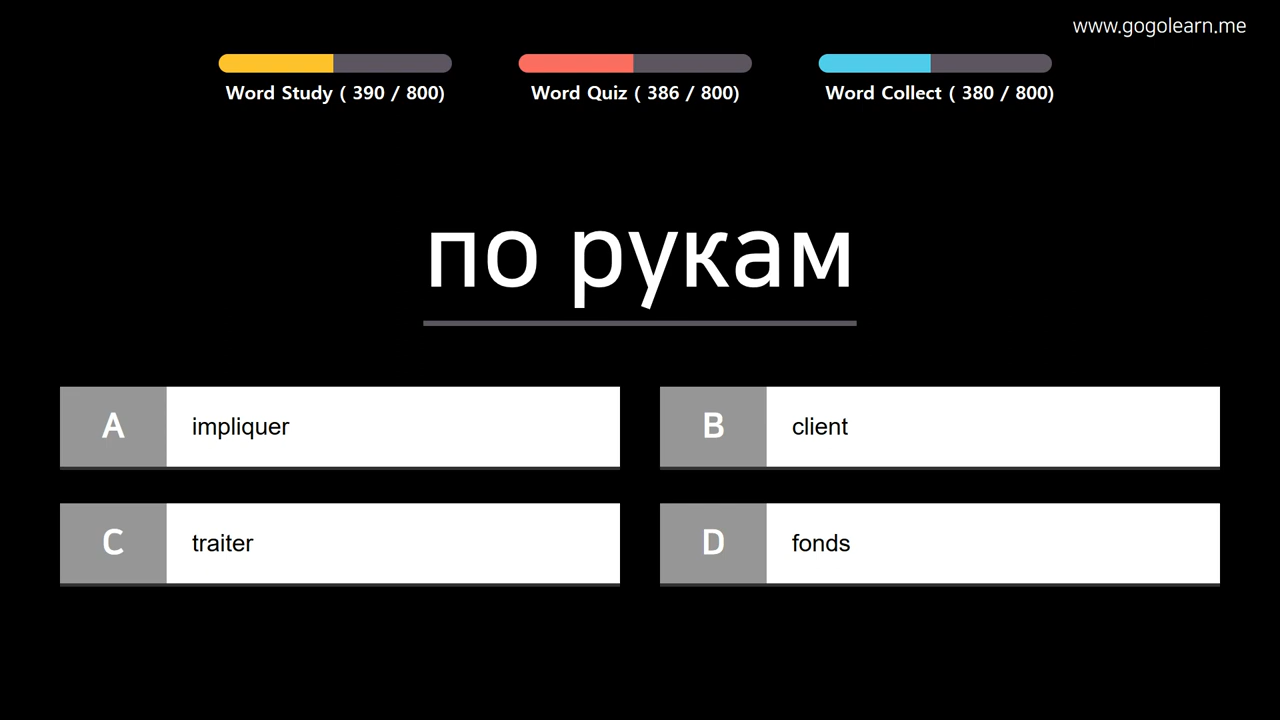 www.gogolearn.me
Word Study ( 390 / 800)
Word Quiz ( 386 / 800)
Word Collect ( 380 / 800)
по рукам
A impliquer
B client
C traiter
D fonds